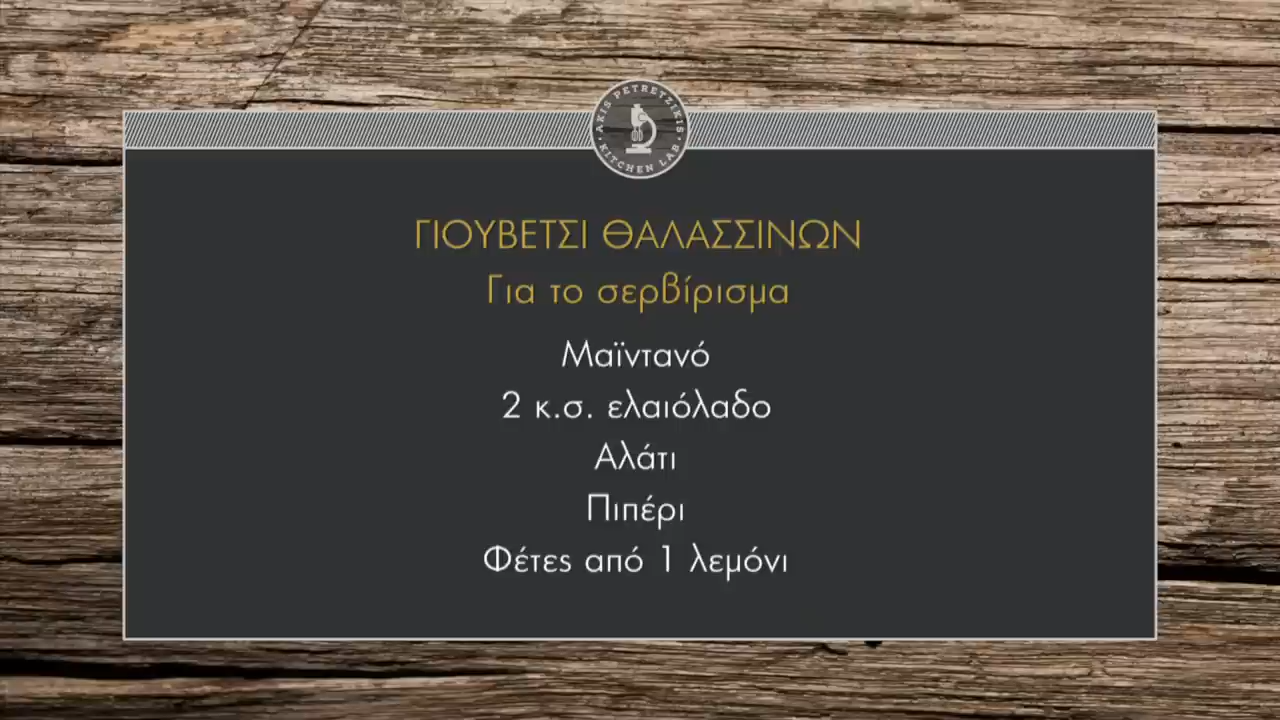 AKIS PETRETZIKIS
KITCHEN LAB
ΓΙΟΥΒΕΤΣΙ ΘΑΛΑΣΣΙΝΩΝ
Για το σερβίρισμα
Μαϊντανό
2 κ.σ. ελαιόλαδο
Αλάτι
Πιπέρι
Φέτες από 1 λεμόνι